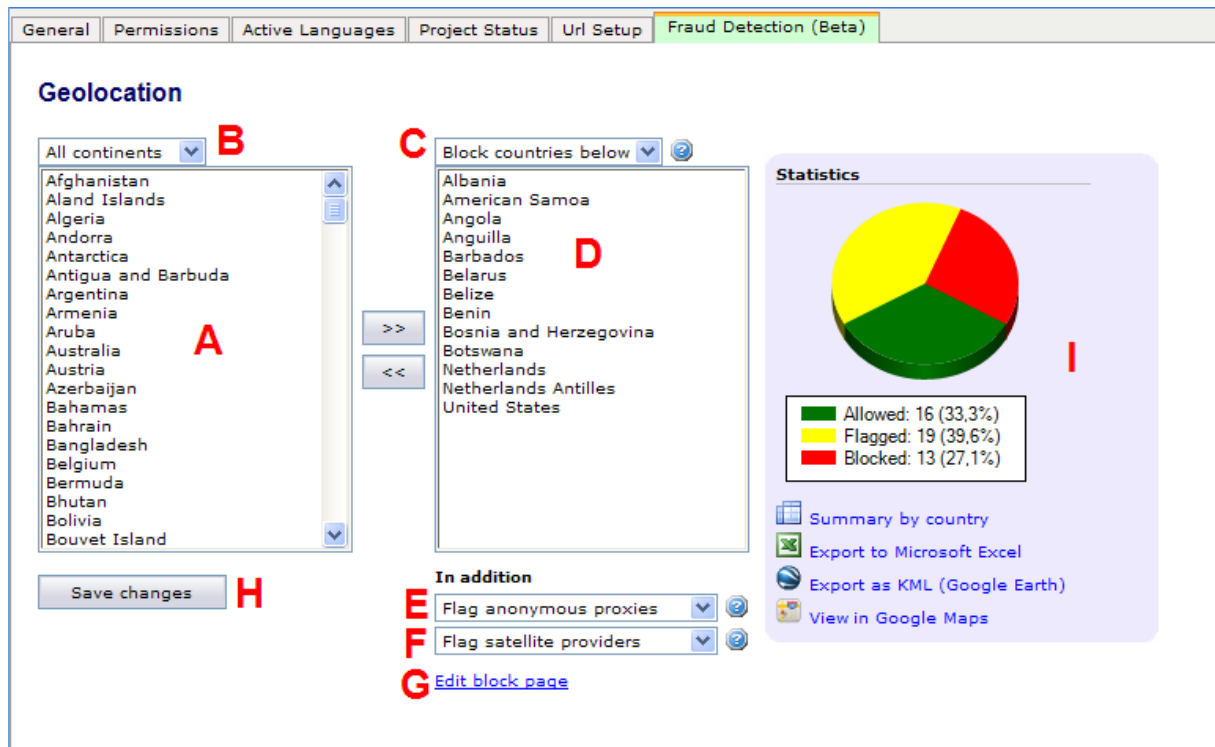 General Permissions Active Languages Project Status Url Setup Fraud Detection (Beta)
Geolocation
All continents
B
Afghanistan
Aland Islands
Algeria
Andorra
Antarctica
Antigua and Barbuda
Argentina
Armenia
Aruba
Australia
Austria
Azerbaijan
Bahamas
Bahrain
Bangladesh
Belgium
Bermuda
Bhutan
Bolivia
Bouvet Island
A
Save changes
H
>>
<<
C
Block countries below
Albania
American Samoa
Angola
Anguilla
Barbados
Belarus
Belize
Benin
Bosnia and Herzegovina
Botswana
Netherlands
Netherlands Antilles
United States
D
In addition
E
Flag anonymous proxies
F
Flag satellite providers
G
Edit block page
Statistics
I
Allowed: 16 (33,3%)
Flagged: 19 (39,6%)
Blocked: 13 (27,1%)
Summary by country
Export to Microsoft Excel
Export as KML (Google Earth)
View in Google Maps